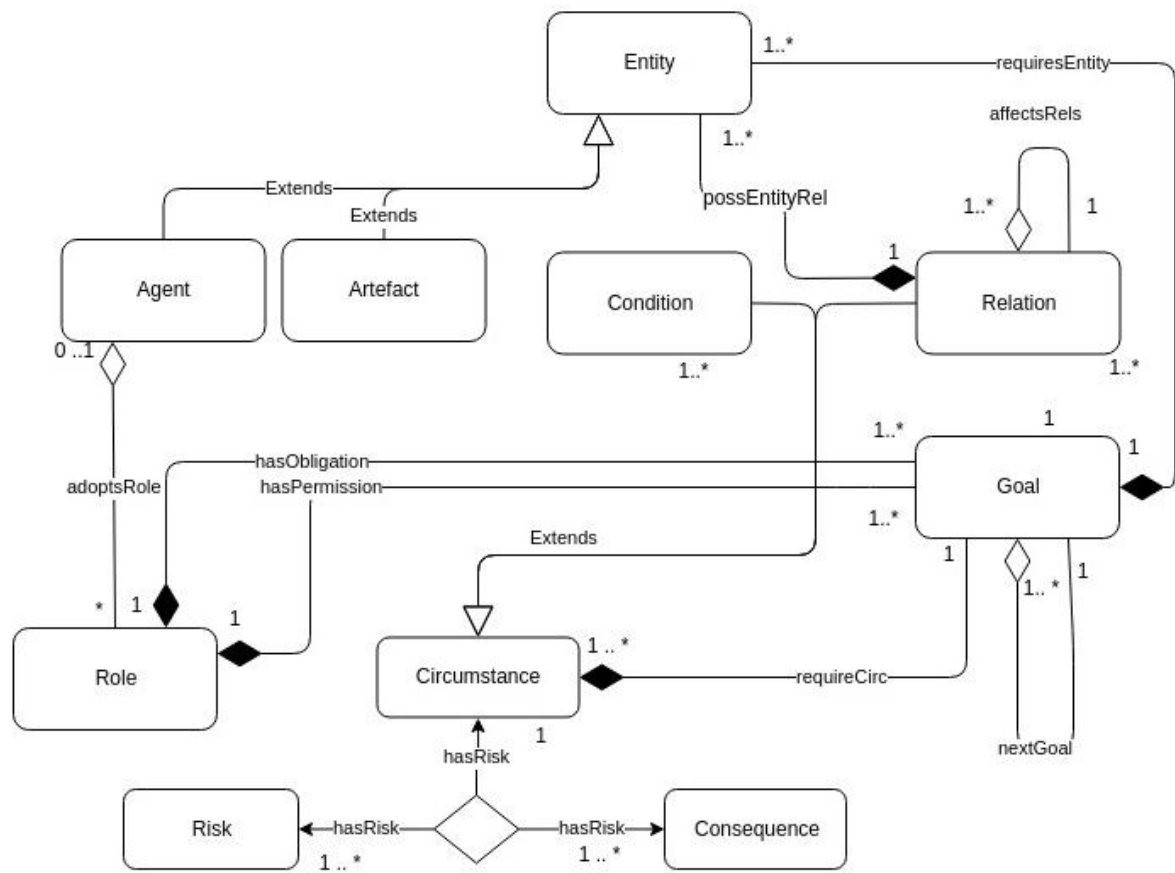 Entity
1..*
requiresEntity
affectsRels
1..*
Extends
possEntityRel
Extends
1..*
1
1
Agent
Artefact
Condition
Relation
0 ..1
1..*
1..*
1
1..*
1
hasObligation
adoptsRole
hasPermission
Goal
1..*
Extends
1
1
1.. *
*
1
1
1 .. *
Role
Circumstance
requireCirc
1
nextGoal
hasRisk
Risk
hasRisk
hasRisk
Consequence
1 .. *
1 .. *